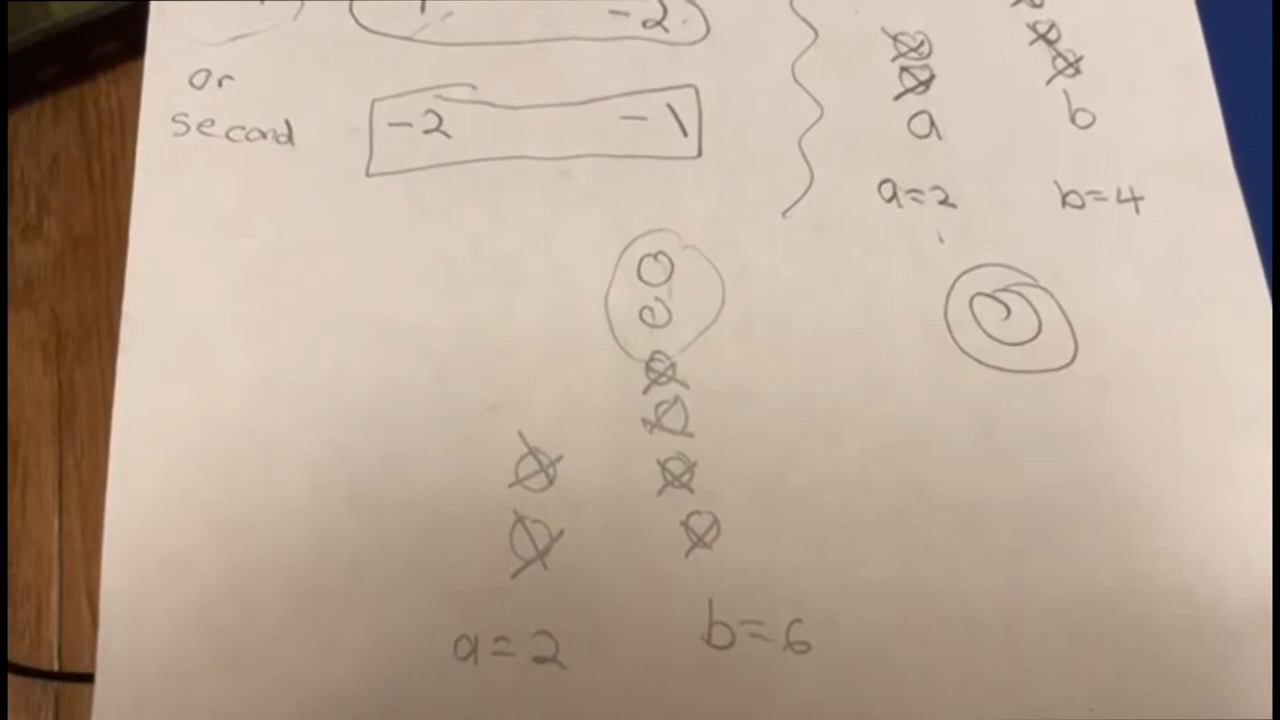 -2
or
second
-2 -1
a b
a=2 b=4
a=2 b=6